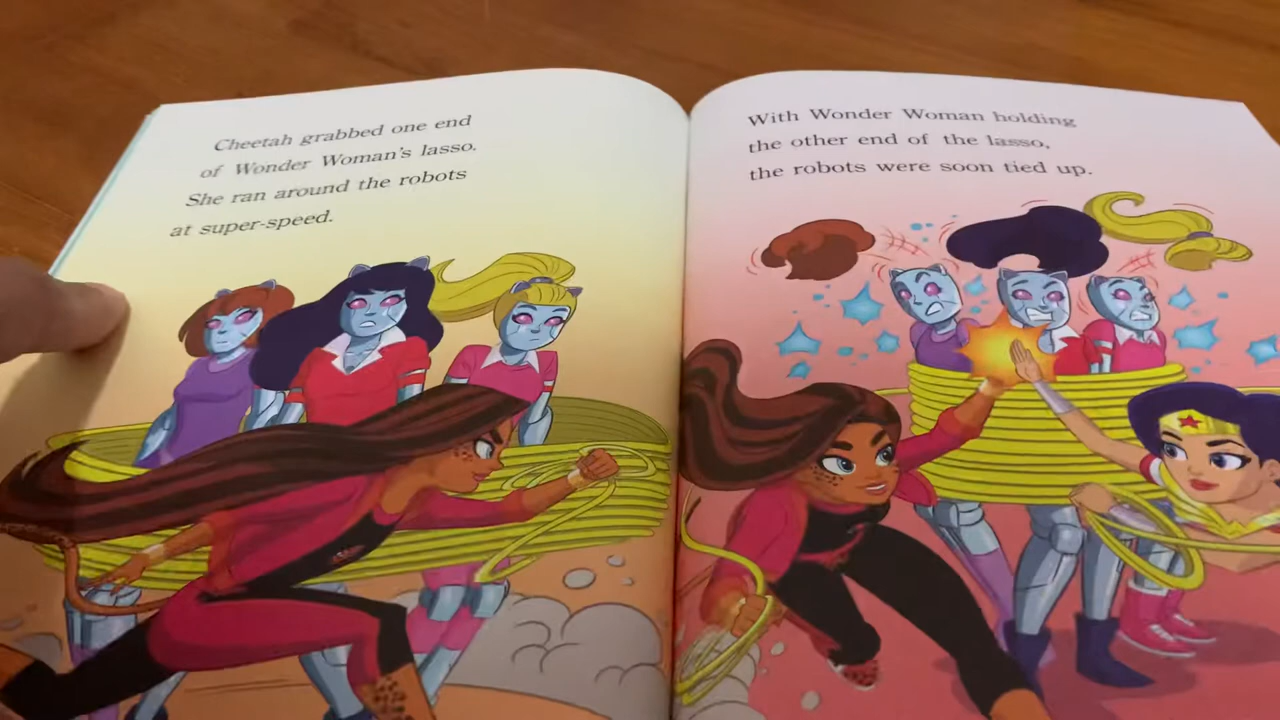 Cheetah grabbed one end
of Wonder Woman's lasso.
She ran around the robots
at super-speed.
With Wonder Woman holding
the other end of the lasso,
the robots were soon tied up.